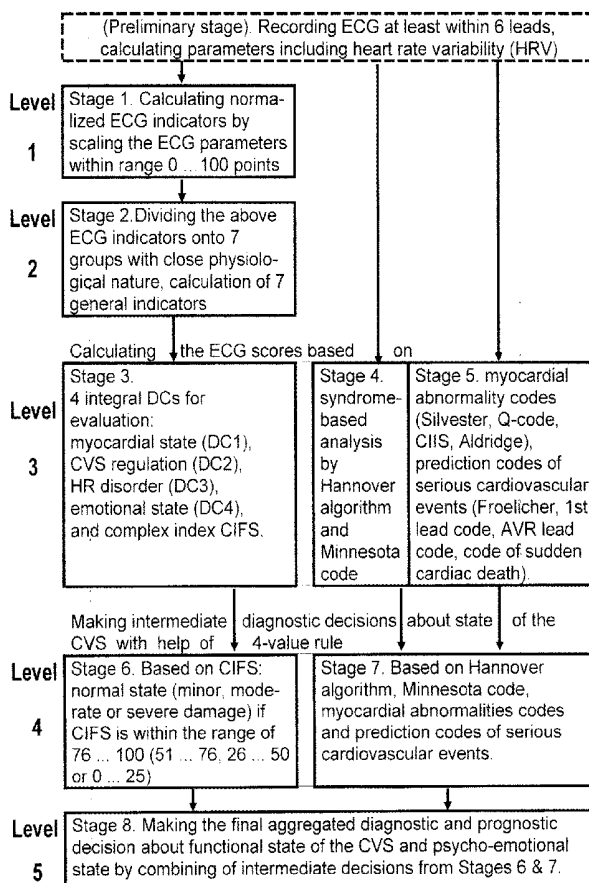 (Preliminary stage). Recording ECG at least within 6 leads,
calculating parameters including heart rate variability (HRV)
Level
1
Stage 1. Calculating norma-
lized ECG indicators by
scaling the ECG parameters
within range 0 ... 100 points
Level
2
Stage 2.Dividing the above
ECG indicators onto 7
groups with close physiolo-
gical nature, calculation of 7
general indicators
Calculating the ECG scores based on
Level
3
Stage 3.
4 integral DCs for
evaluation:
myocardial state (DC1),
CVS regulation (DC2),
HR disorder (DC3),
emotional state (DC4),
and complex index CIFS.
Stage 4.
syndrome-
based
analysis
by
Hannover
algorithm
and
Minnesota
code
Stage 5. myocardial
abnormality codes
(Silvester, Q-code,
CIIS, Aldridge),
prediction codes of
serious cardiovascular
events (Froelicher, 1st
lead code, AVR lead
code, code of sudden
cardiac death).
Making intermediate diagnostic decisions about state of the
CVS with help of 4-value rule
Level
4
Stage 6. Based on CIFS:
normal state (minor, mode-
rate or severe damage) if
CIFS is within the range of
76 ... 100 (51 ... 76, 26 ... 50
or 0 ... 25)
Stage 7. Based on Hannover
algorithm, Minnesota code,
myocardial abnormalities codes
and prediction codes of serious
cardiovascular events.
Level
5
Stage 8. Making the final aggregated diagnostic and prognostic
decision about functional state of the CVS and psycho-emotional
state by combining of intermediate decisions from Stages 6 & 7.